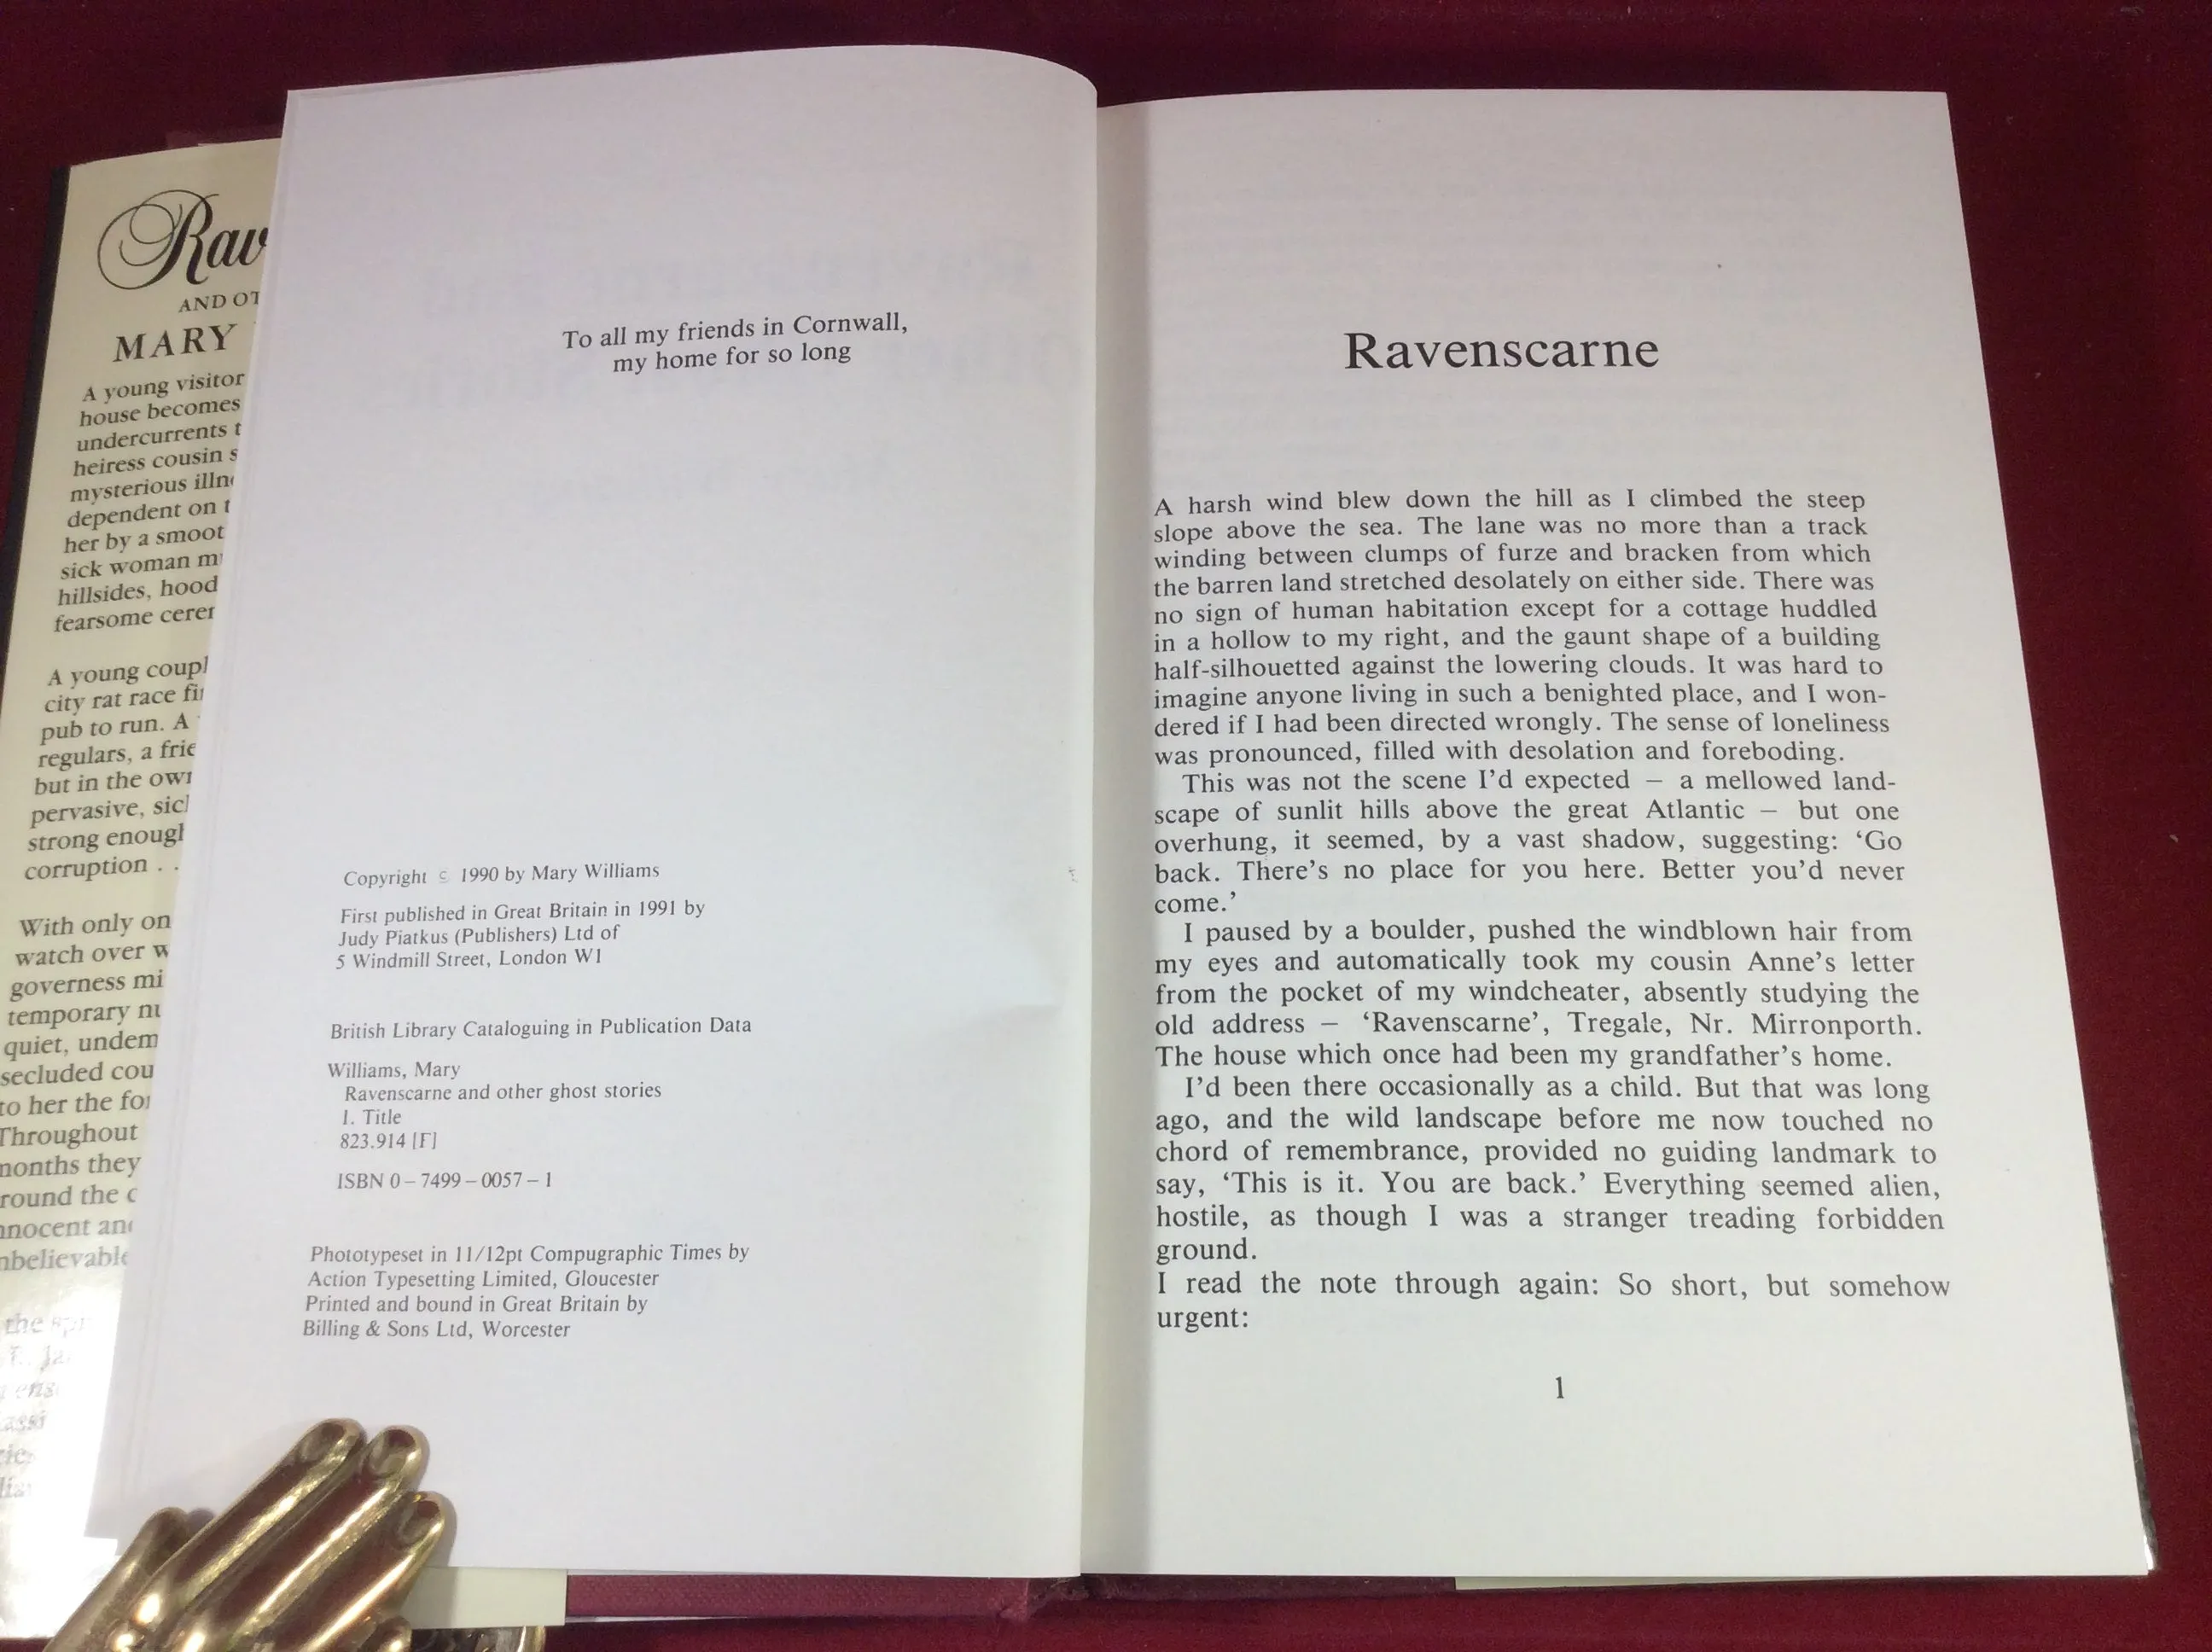 Rav
AND OT
MARY
A young visitor
house becomes
undercurrents t
heiress cousin s
mysterious illn
dependent on t
her by a smoot
sick woman m
hillsides, hood
fearsome cerer
A young coupl
city rat race fi
pub to run. A
regulars, a frie
but in the own
pervasive, sicl
strong enougl
corruption . .
With only on
watch over w
governess mi
temporary nu
quiet, undem
secluded cou
to her the for
Throughout
months they
round the c
nnocent an
nbelievable
the
To all my friends in Cornwall,
my home for so long
Copyright © 1990 by Mary Williams
First published in Great Britain in 1991 by
Judy Piatkus (Publishers) Ltd of
5 Windmill Street, London W1
British Library Cataloguing in Publication Data
Williams, Mary
Ravenscarne and other ghost stories
I. Title
823.914 [F]
ISBN 0–7499–0057–1
Phototypeset in 11/12pt Compugraphic Times by
Action Typesetting Limited, Gloucester
Printed and bound in Great Britain by
Billing & Sons Ltd, Worcester
Ravenscarne
A harsh wind blew down the hill as I climbed the steep
slope above the sea. The lane was no more than a track
winding between clumps of furze and bracken from which
the barren land stretched desolately on either side. There was
no sign of human habitation except for a cottage huddled
in a hollow to my right, and the gaunt shape of a building
half-silhouetted against the lowering clouds. It was hard to
imagine anyone living in such a benighted place, and I won-
dered if I had been directed wrongly. The sense of loneliness
was pronounced, filled with desolation and foreboding.
This was not the scene I'd expected – a mellowed land-
scape of sunlit hills above the great Atlantic – but one
overhung, it seemed, by a vast shadow, suggesting: ‘Go
back. There's no place for you here. Better you'd never
come.’
I paused by a boulder, pushed the windblown hair from
my eyes and automatically took my cousin Anne's letter
from the pocket of my windcheater, absently studying the
old address – ‘Ravenscarne’, Tregale, Nr. Mirronporth.
The house which once had been my grandfather's home.
I'd been there occasionally as a child. But that was long
ago, and the wild landscape before me now touched no
chord of remembrance, provided no guiding landmark to
say, ‘This is it. You are back.’ Everything seemed alien,
hostile, as though I was a stranger treading forbidden
ground.
I read the note through again: So short, but somehow
urgent:
1